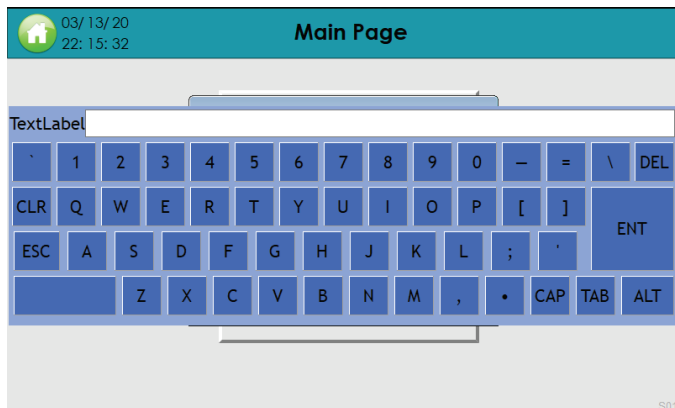 03/13/20
22:15:32
Main Page
TextLabel
` 1 2 3 4 5 6 7 8 9 0 – = \ DEL
CLR Q W E R T Y U I O P [ ]
ENT
ESC A S D F G H J K L ; '
Z X C V B N M , • CAP TAB ALT